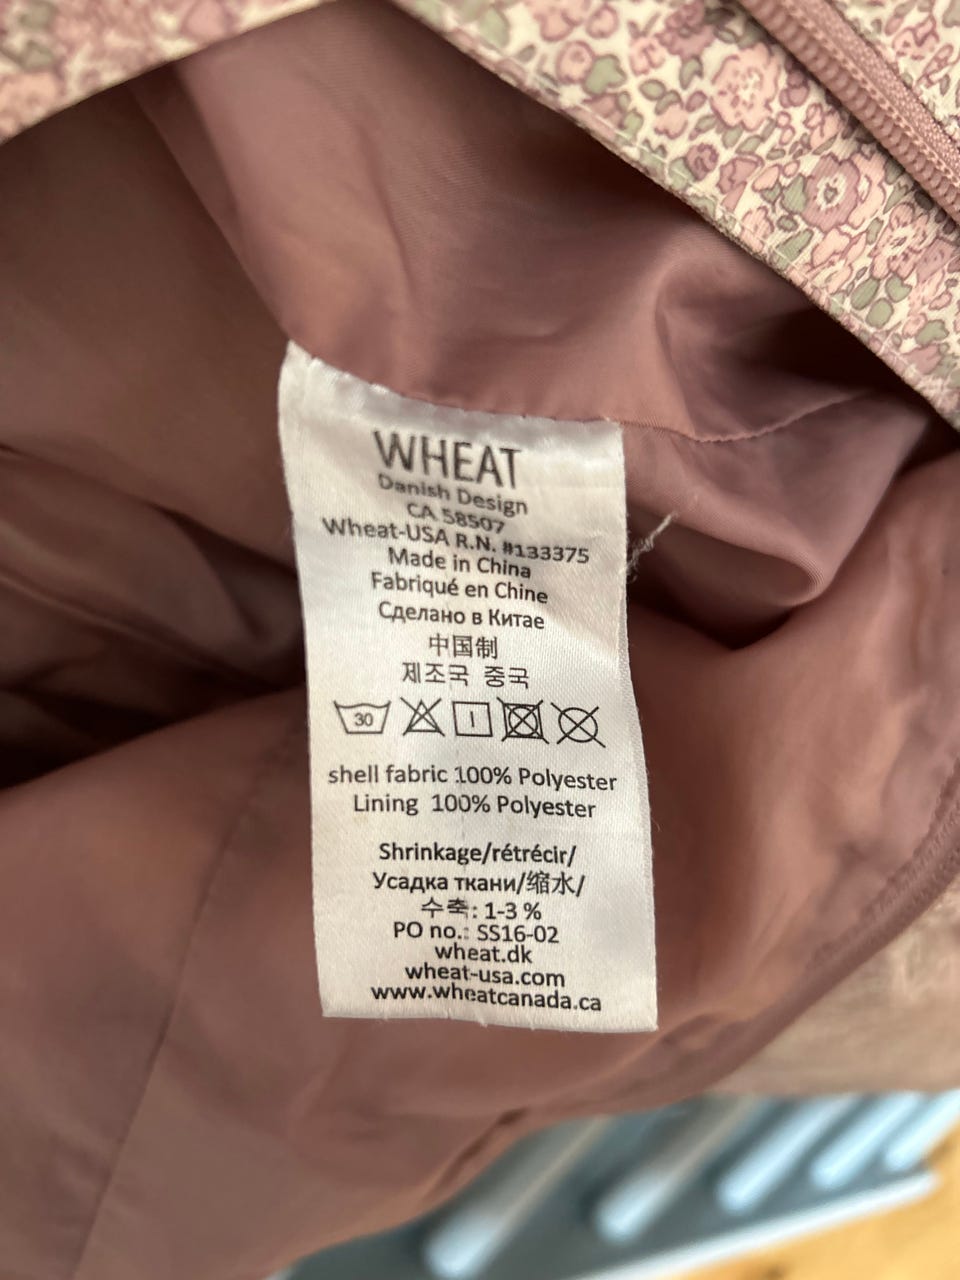 WHEAT
Danish Design
CA 58507
Wheat-USA R.N. #133375
Made in China
Fabriqué en Chine
Сделано в Китае
中国制
제조국 중국
30
shell fabric 100% Polyester
Lining 100% Polyester
Shrinkage/rétrécir/
Усадка ткани/缩水/
수축: 1-3 %
PO no.: SS16-02
wheat.dk
wheat-usa.com
www.wheatcanada.ca